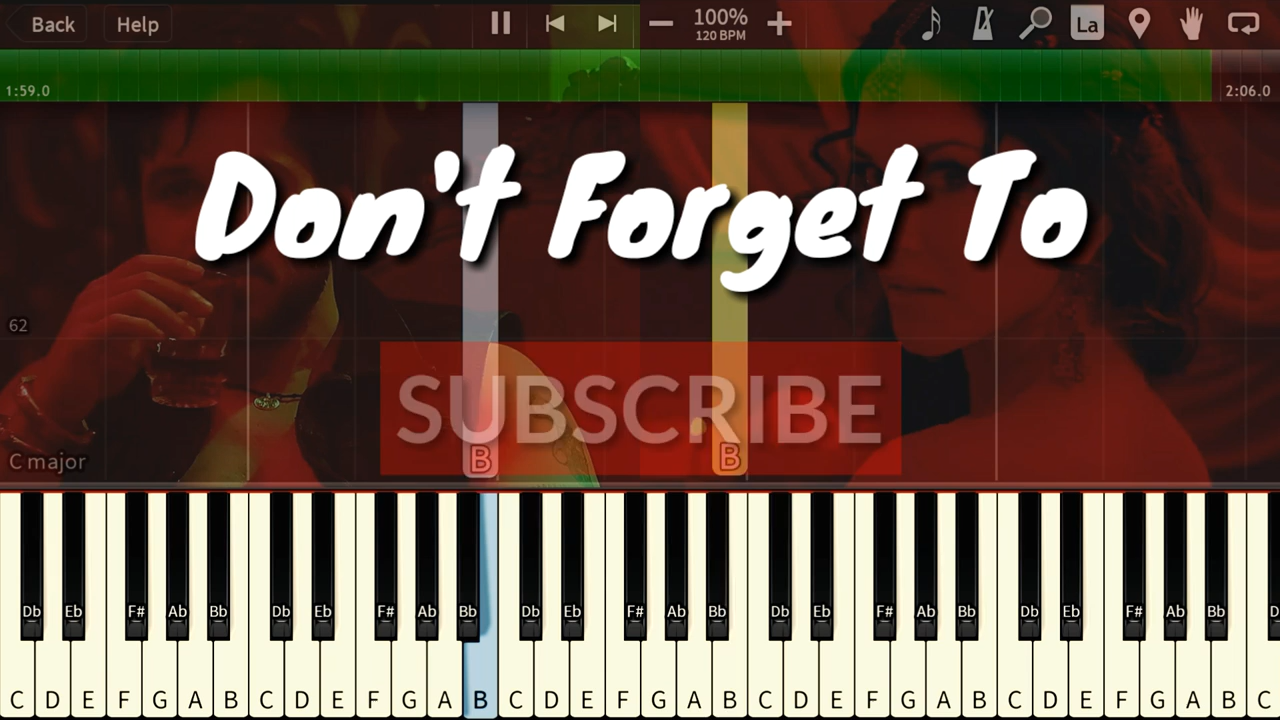 Back Help 100% La
120 BPM
1:59.0 2:06.0
Don't Forget To
62
SUBSCRIBE
C major B B
Db Eb F# Ab Bb Db Eb F# Ab Bb Db Eb F# Ab Bb Db Eb F# Ab Bb Db Eb F# Ab Bb D
C D E F G A B C D E F G A B C D E F G A B C D E F G A B C D E F G A B C